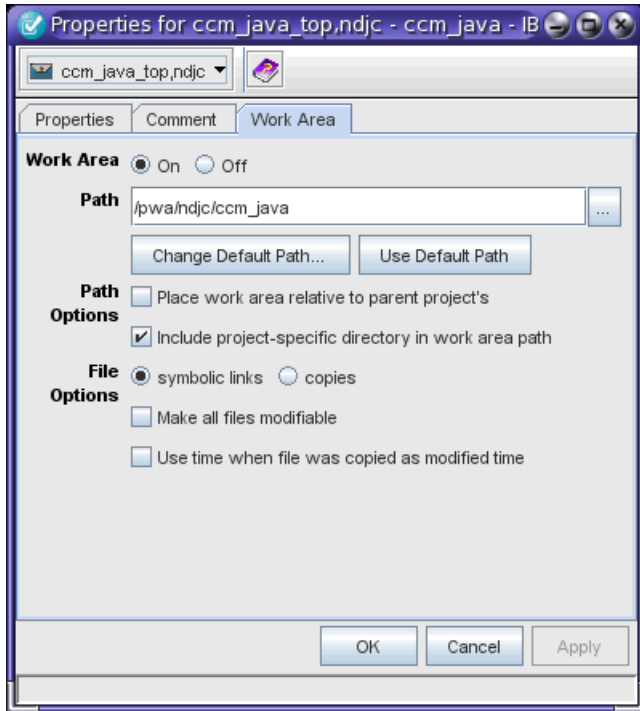 Properties for ccm_java_top,ndjc - ccm_java - IB
ccm_java_top,ndjc
Properties Comment Work Area
Work Area On Off
Path /pwa/ndjc/ccm_java ...
Change Default Path... Use Default Path
Path Options Place work area relative to parent project's
Include project-specific directory in work area path
File Options symbolic links copies
Make all files modifiable
Use time when file was copied as modified time
OK Cancel Apply